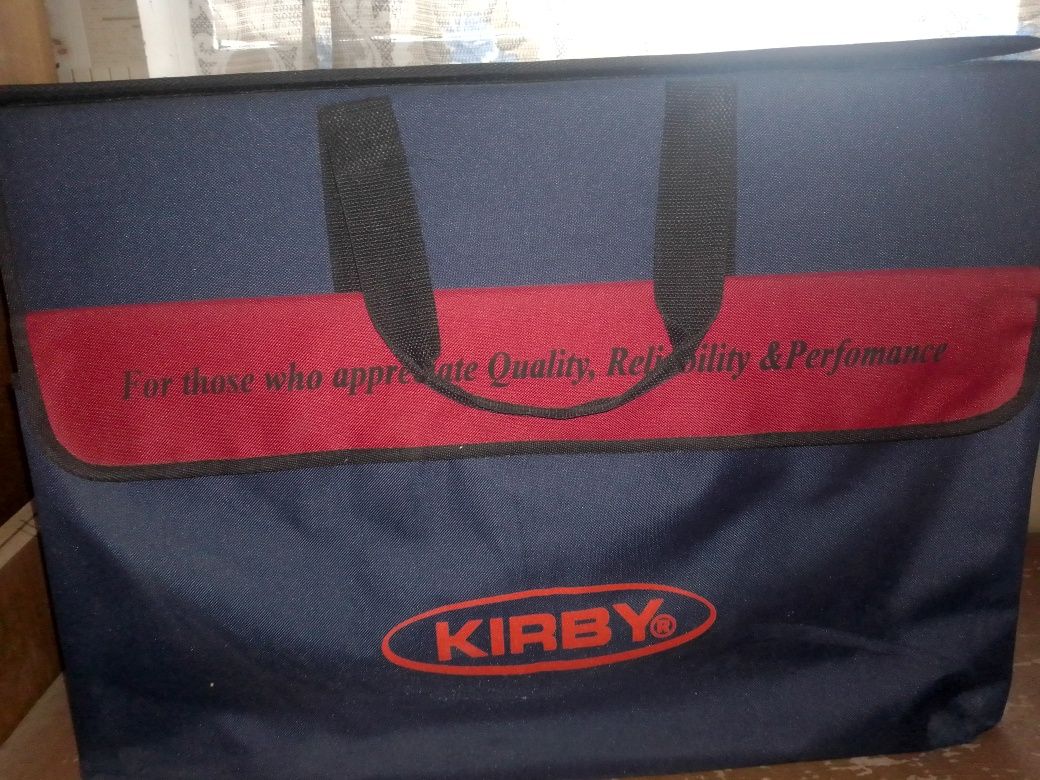 For those who appreciate Quality, Reliability &Perfomance
KIRBY®